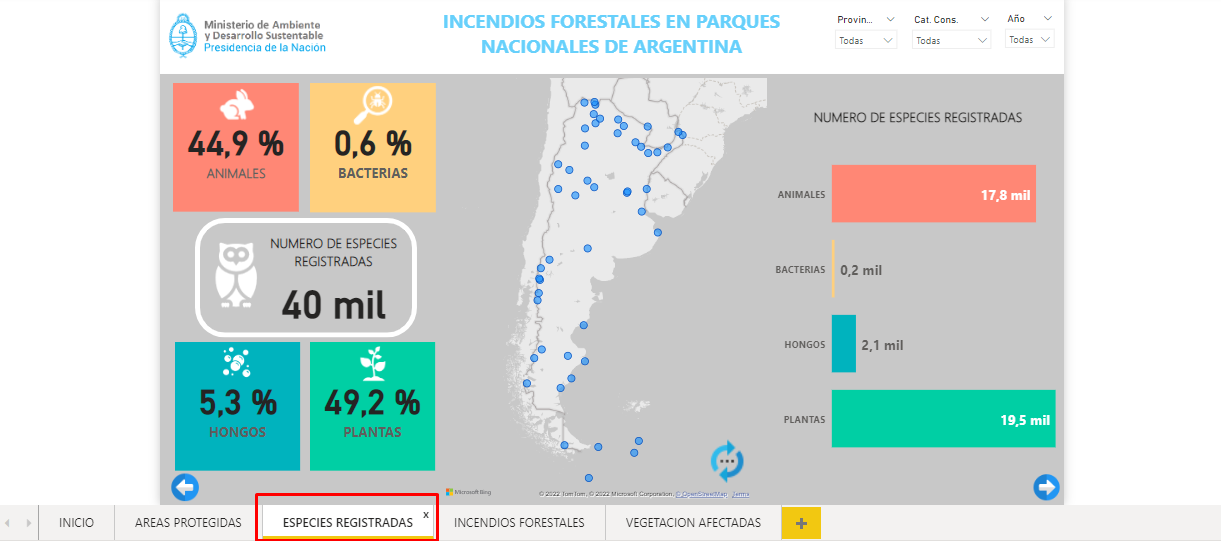 Ministerio de Ambiente
y Desarrollo Sustentable
Presidencia de la Nación
INCENDIOS FORESTALES EN PARQUES
NACIONALES DE ARGENTINA
Provin...
Cat. Cons.
Año
Todas
Todas
Todas
44,9 %
ANIMALES
0,6 %
BACTERIAS
NUMERO DE ESPECIES
REGISTRADAS
40 mil
5,3 %
HONGOS
49,2 %
PLANTAS
NUMERO DE ESPECIES REGISTRADAS
ANIMALES
17,8 mil
BACTERIAS
0,2 mil
HONGOS
2,1 mil
PLANTAS
19,5 mil
Microsoft Bing
© 2022 TomTom, © 2022 Microsoft Corporation, © OpenStreetMap Terms
INICIO
AREAS PROTEGIDAS
ESPECIES REGISTRADAS
x
INCENDIOS FORESTALES
VEGETACION AFECTADAS
+